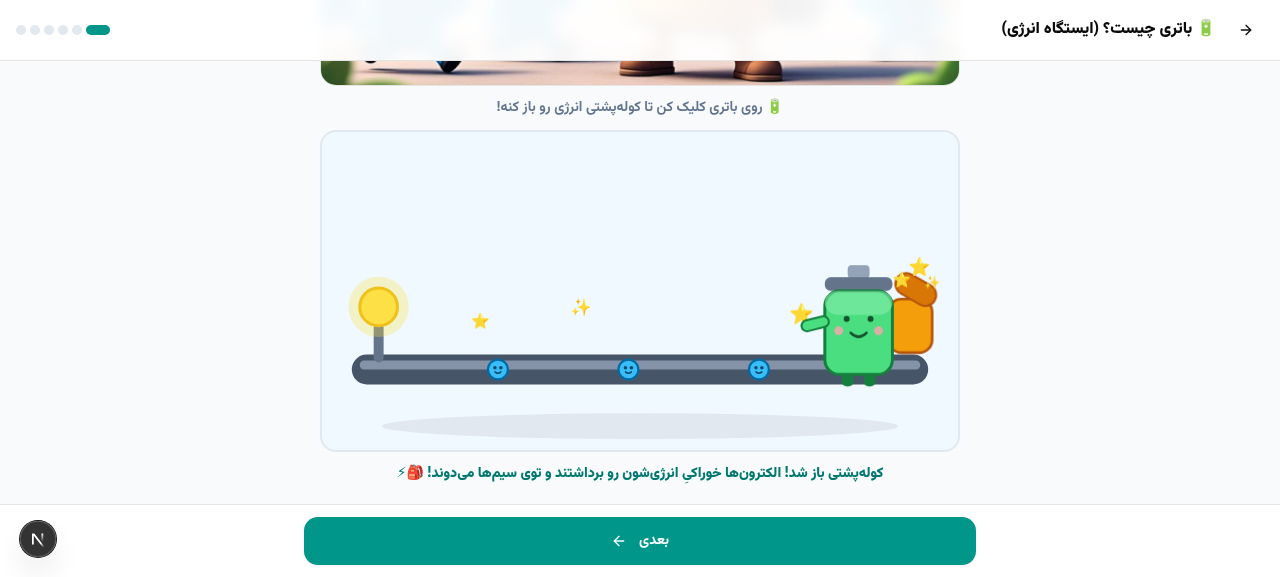 🔋 باتری چیست؟ (ایستگاه انرژی)
🔋 روی باتری کلیک کن تا کوله‌پشتی انرژی رو باز کنه!
کوله‌پشتی باز شد! الکترون‌ها خوراکیِ انرژی‌شون رو برداشتند و توی سیم‌ها می‌دوند! 🎒⚡
بعدی
N